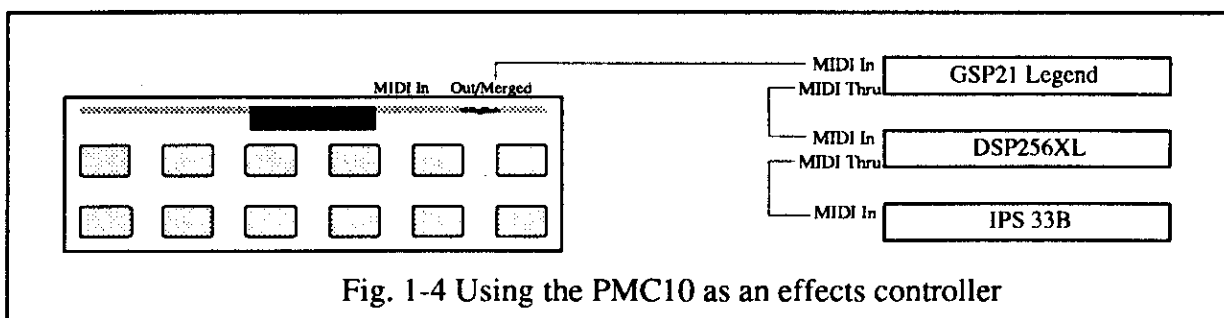 MIDI In Out/Merged
MIDI In
GSP21 Legend
MIDI Thru
MIDI In
DSP256XL
MIDI Thru
MIDI In
IPS 33B
Fig. 1-4 Using the PMC10 as an effects controller